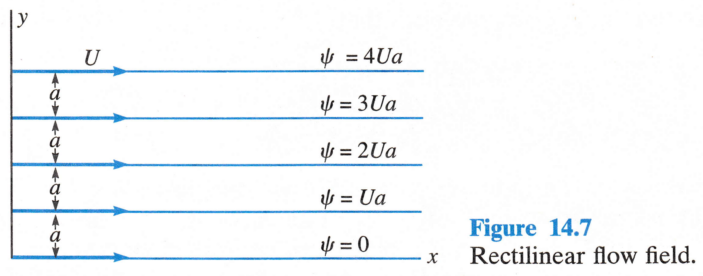 y
U
ψ = 4Ua
a
ψ = 3Ua
a
ψ = 2Ua
a
ψ = Ua
a
ψ = 0
x
Figure 14.7
Rectilinear flow field.